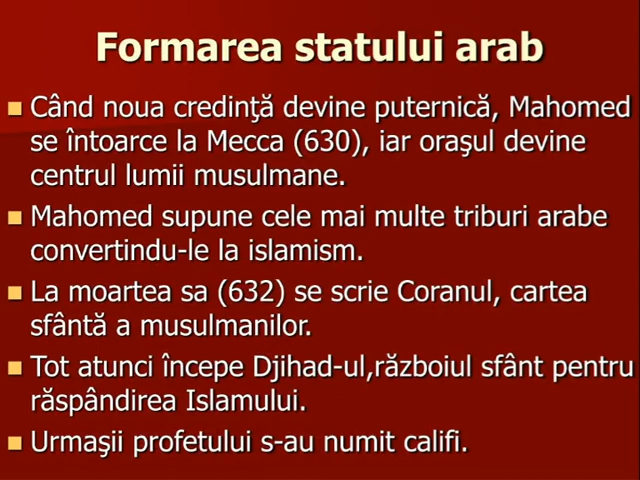 Formarea statului arab
Când noua credinţă devine puternică, Mahomed
se întoarce la Mecca (630), iar oraşul devine
centrul lumii musulmane.
Mahomed supune cele mai multe triburi arabe
convertindu-le la islamism.
La moartea sa (632) se scrie Coranul, cartea
sfântă a musulmanilor.
Tot atunci începe Djihad-ul,războiul sfânt pentru
răspândirea Islamului.
Urmaşii profetului s-au numit califi.